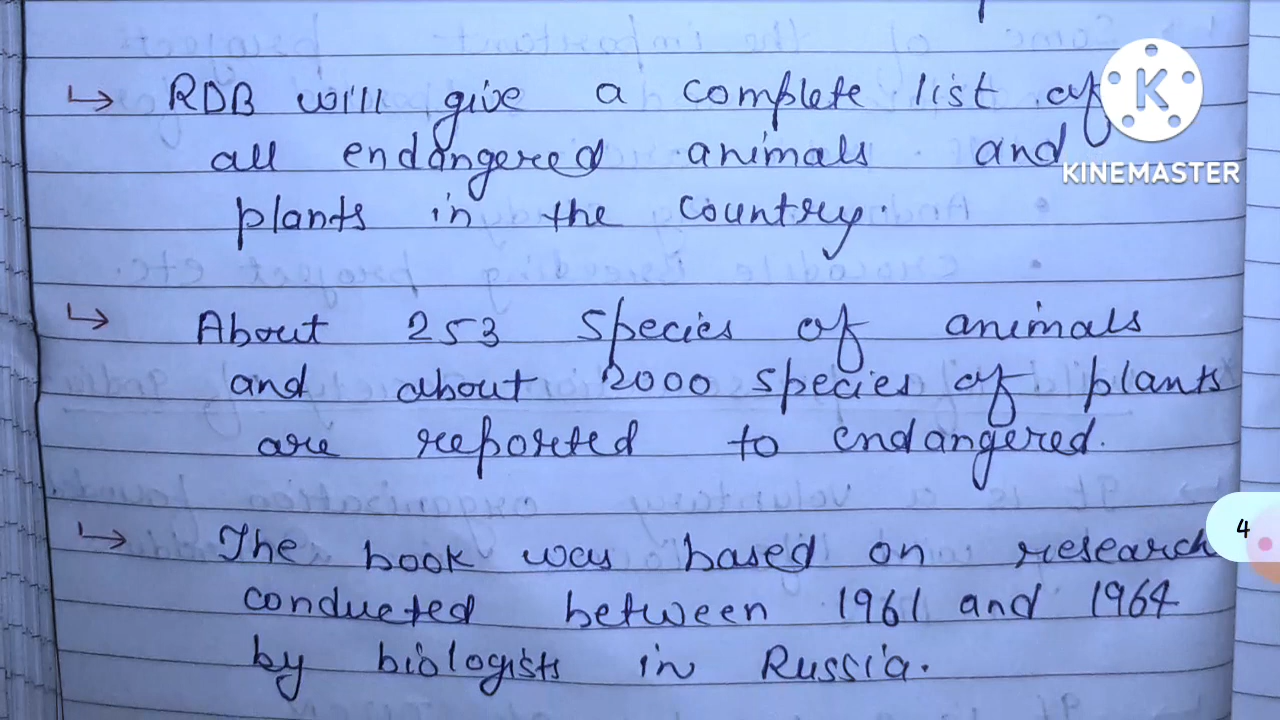 ↳ RDB will give a complete list of
all endangered animals and
plants in the country.
↳ About 253 species of animals
and about 2000 species of plants
are reported to endangered.
↳ The book was based on research
conducted between 1961 and 1964
by biologists in Russia.
K
KINEMASTER
4